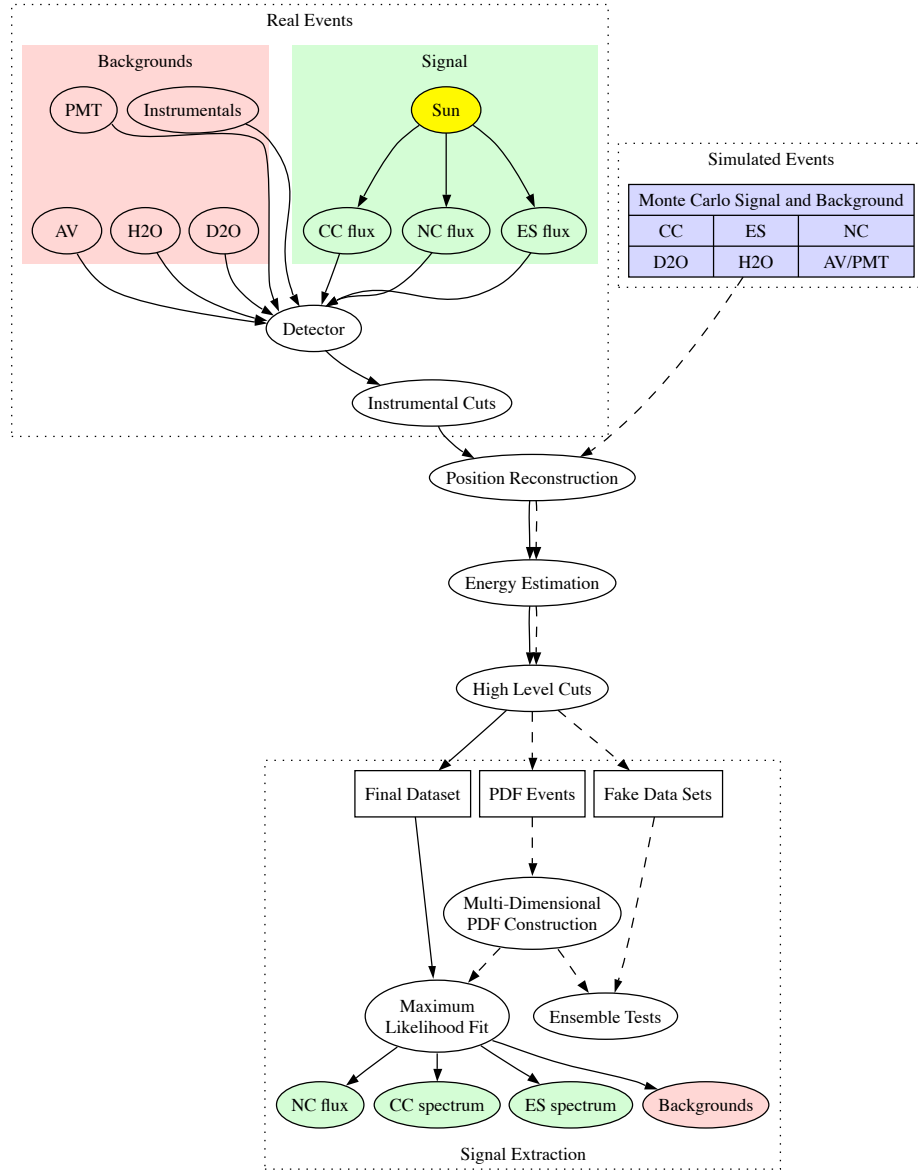 Real Events
Backgrounds
Signal
PMT
Instrumentals
Sun
Simulated Events
Monte Carlo Signal and Background
CC
ES
NC
D2O
H2O
AV/PMT
AV
H2O
D2O
CC flux
NC flux
ES flux
Detector
Instrumental Cuts
Position Reconstruction
Energy Estimation
High Level Cuts
Final Dataset
PDF Events
Fake Data Sets
Multi-Dimensional
PDF Construction
Maximum
Likelihood Fit
Ensemble Tests
NC flux
CC spectrum
ES spectrum
Backgrounds
Signal Extraction